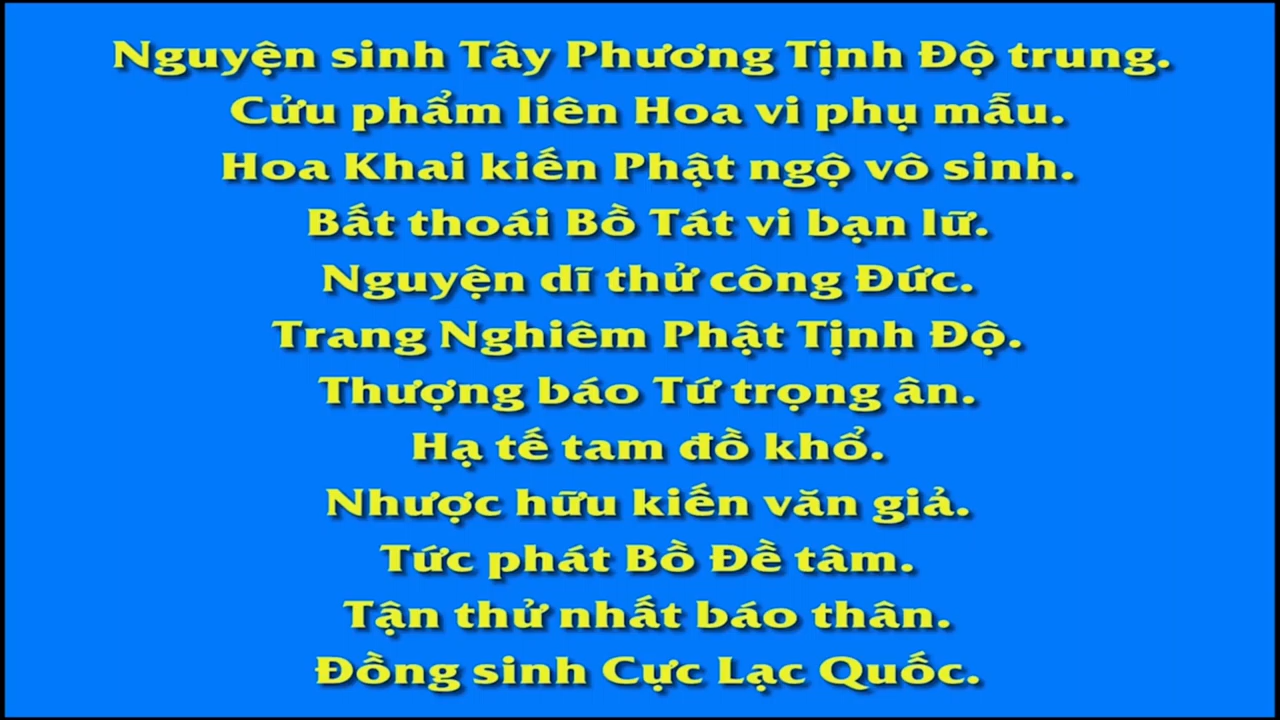 Nguyện sinh Tây Phương Tịnh Độ trung.
Cửu phẩm liên Hoa vi phụ mẫu.
Hoa Khai kiến Phật ngộ vô sinh.
Bất thoái Bồ Tát vi bạn lữ.
Nguyện dĩ thử công Đức.
Trang Nghiêm Phật Tịnh Độ.
Thượng báo Tứ trọng ân.
Hạ tế tam đồ khổ.
Nhược hữu kiến văn giả.
Tức phát Bồ Đề tâm.
Tận thử nhất báo thân.
Đồng sinh Cực Lạc Quốc.